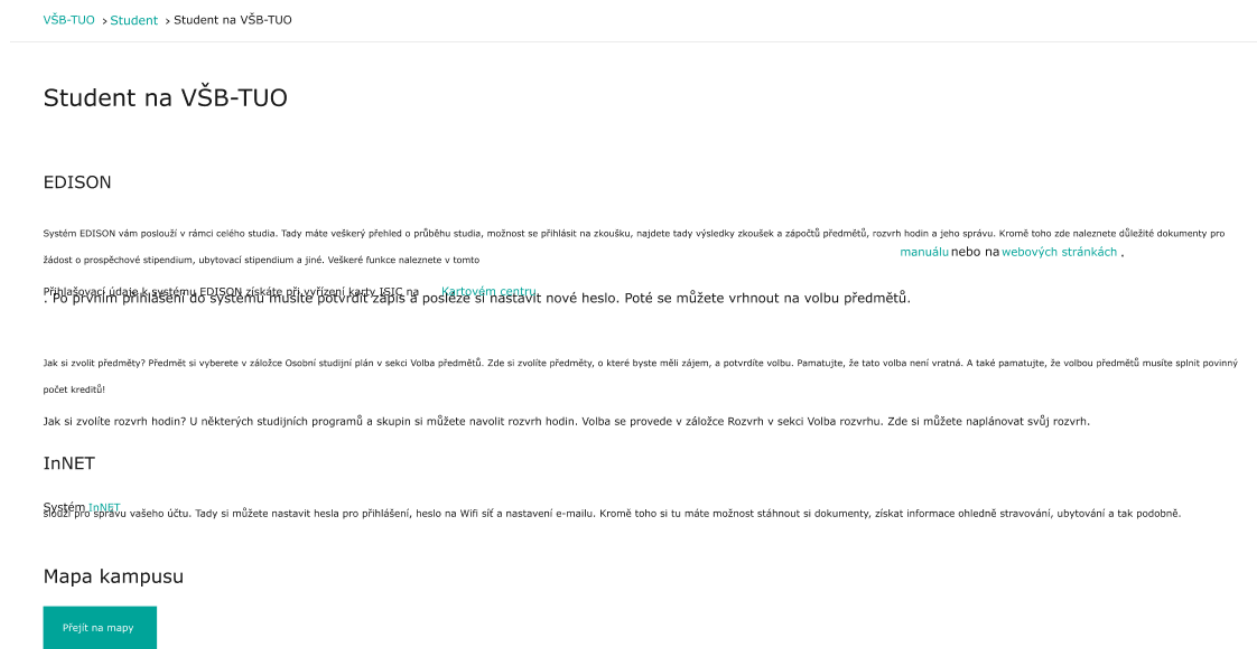 VŠB-TUO › Student › Student na VŠB-TUO
Student na VŠB-TUO
EDISON
Systém EDISON vám poslouží v rámci celého studia. Tady máte veškerý přehled o průběhu studia, možnost se přihlásit na zkoušku, najdete tady výsledky zkoušek a zápočtů předmětů, rozvrh hodin a jeho správu. Kromě toho zde naleznete důležité dokumenty pro
žádost o prospěchové stipendium, ubytovací stipendium a jiné. Veškeré funkce naleznete v tomto manuálu nebo na webových stránkách .
Přihlašovací údaje k systému EDISON získáte při vyřízení karty ISIC na Kartovém centru
. Po prvním přihlášení do systému musíte potvrdit zápis a posléze si nastavit nové heslo. Poté se můžete vrhnout na volbu předmětů.
Jak si zvolit předměty? Předmět si vyberete v záložce Osobní studijní plán v sekci Volba předmětů. Zde si zvolíte předměty, o které byste měli zájem, a potvrdíte volbu. Pamatujte, že tato volba není vratná. A také pamatujte, že volbou předmětů musíte splnit povinný
počet kreditů!
Jak si zvolíte rozvrh hodin? U některých studijních programů a skupin si můžete navolit rozvrh hodin. Volba se provede v záložce Rozvrh v sekci Volba rozvrhu. Zde si můžete naplánovat svůj rozvrh.
InNET
Systém InNET
slouží pro správu vašeho účtu. Tady si můžete nastavit hesla pro přihlášení, heslo na Wifi síť a nastavení e-mailu. Kromě toho si tu máte možnost stáhnout si dokumenty, získat informace ohledně stravování, ubytování a tak podobně.
Mapa kampusu
Přejít na mapy